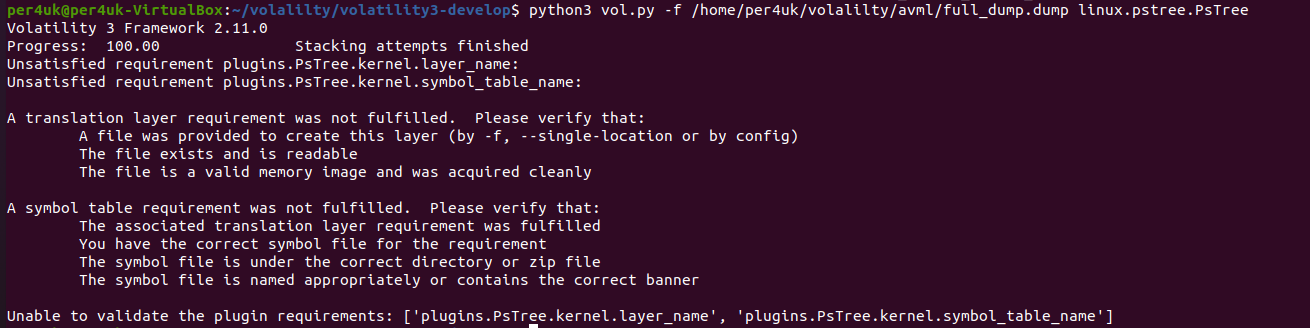 per4uk@per4uk-VirtualBox:~/volalilty/volatility3-develop$ python3 vol.py -f /home/per4uk/volalilty/avml/full_dump.dump linux.pstree.PsTree
Volatility 3 Framework 2.11.0
Progress:  100.00               Stacking attempts finished
Unsatisfied requirement plugins.PsTree.kernel.layer_name:
Unsatisfied requirement plugins.PsTree.kernel.symbol_table_name:

A translation layer requirement was not fulfilled.  Please verify that:
        A file was provided to create this layer (by -f, --single-location or by config)
        The file exists and is readable
        The file is a valid memory image and was acquired cleanly

A symbol table requirement was not fulfilled.  Please verify that:
        The associated translation layer requirement was fulfilled
        You have the correct symbol file for the requirement
        The symbol file is under the correct directory or zip file
        The symbol file is named appropriately or contains the correct banner

Unable to validate the plugin requirements: ['plugins.PsTree.kernel.layer_name', 'plugins.PsTree.kernel.symbol_table_name']